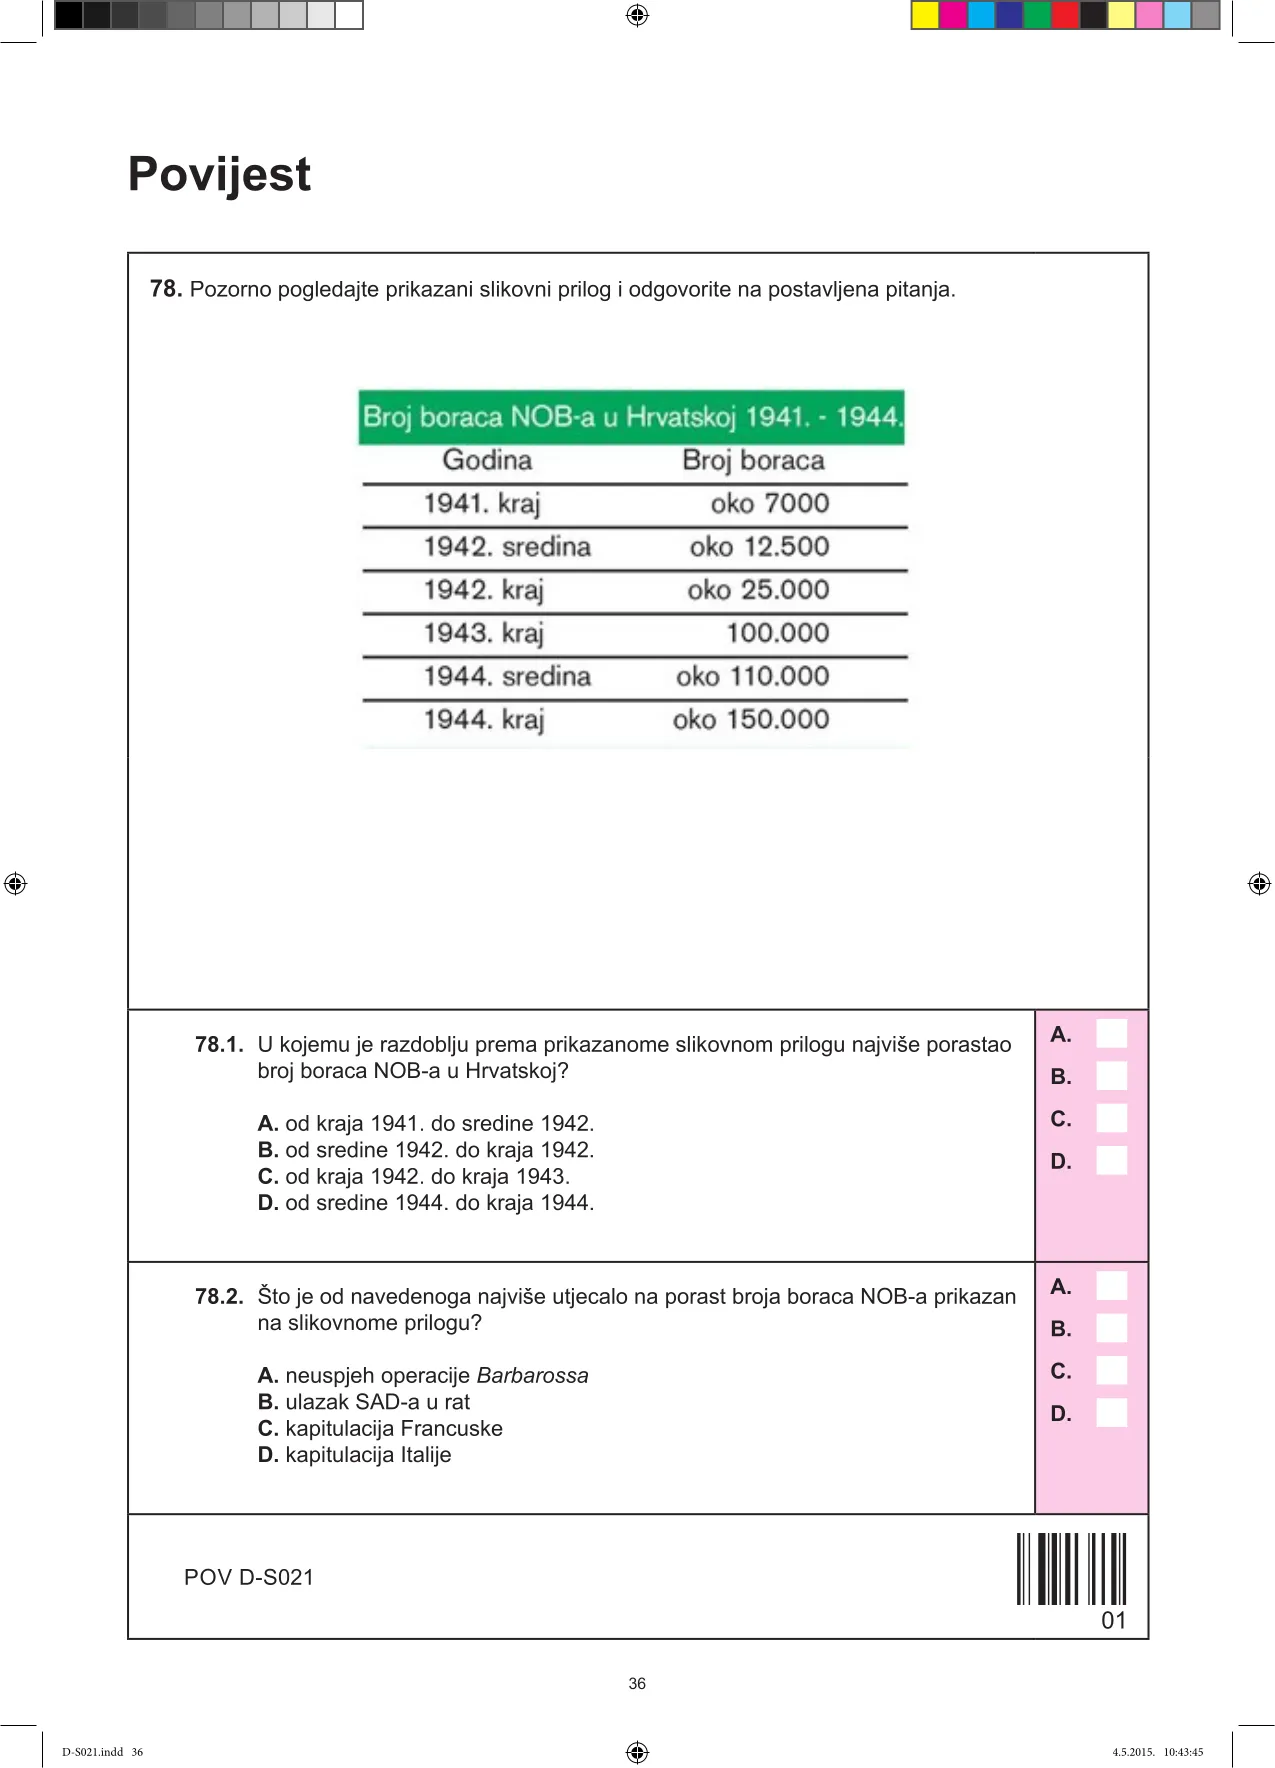 Povijest
78. Pozorno pogledajte prikazani slikovni prilog i odgovorite na postavljena pitanja.
Broj boraca NOB-a u Hrvatskoj 1941. - 1944.
Godina Broj boraca
1941. kraj oko 7000
1942. sredina oko 12.500
1942. kraj oko 25.000
1943. kraj 100.000
1944. sredina oko 110.000
1944. kraj oko 150.000
78.1. U kojemu je razdoblju prema prikazanome slikovnom prilogu najviše porastao
broj boraca NOB-a u Hrvatskoj?
A. od kraja 1941. do sredine 1942.
B. od sredine 1942. do kraja 1942.
C. od kraja 1942. do kraja 1943.
D. od sredine 1944. do kraja 1944.
A.
B.
C.
D.
78.2. Što je od navedenoga najviše utjecalo na porast broja boraca NOB-a prikazan
na slikovnome prilogu?
A. neuspjeh operacije Barbarossa
B. ulazak SAD-a u rat
C. kapitulacija Francuske
D. kapitulacija Italije
A.
B.
C.
D.
POV D-S021
01
36
D-S021.indd 36 4.5.2015. 10:43:45